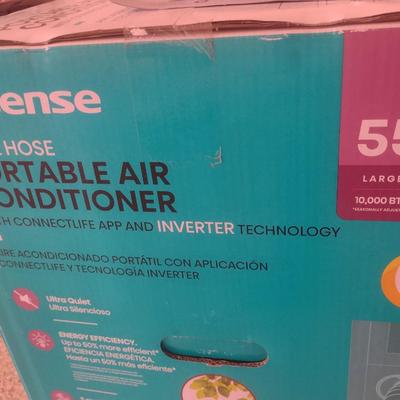 ense
HOSE
RTABLE AIR
ONDITIONER
H CONNECTLIFE APP AND INVERTER TECHNOLOGY
IRE ACONDICIONADO PORTÁTIL CON APLICACIÓN
CONNECTLIFE Y TECNOLOGÍA INVERTER
Ultra Quiet
Ultra Silencioso
ENERGY EFFICIENCY.
Up to 50% more efficient*
EFICIENCIA ENERGÉTICA.
Hasta un 50% más eficiente*
55
LARGE
10,000 BT
*SEASONALLY ADJUS